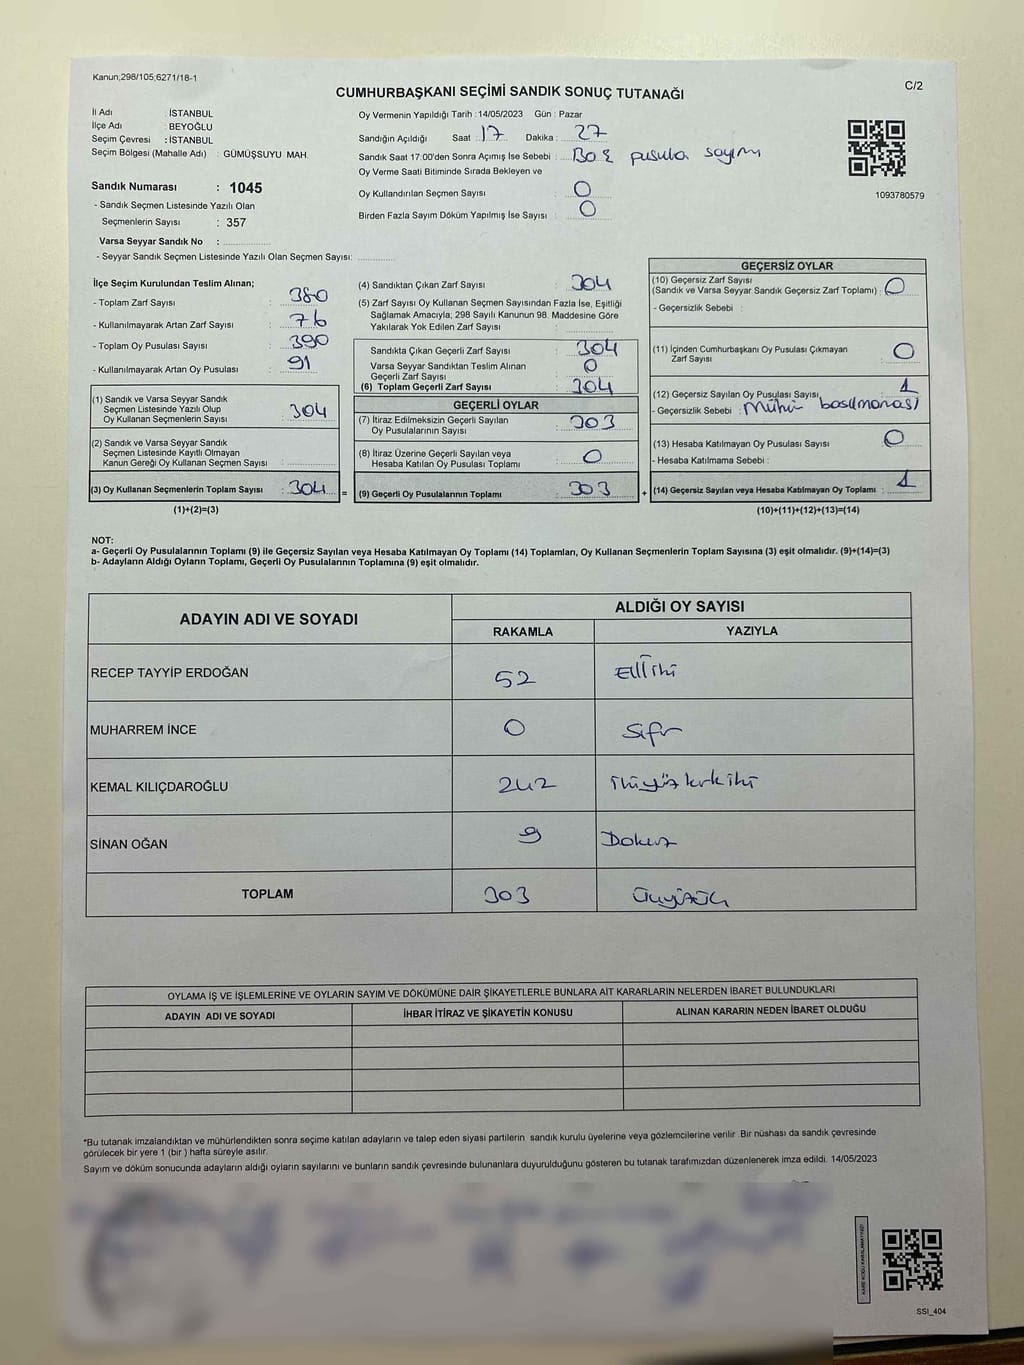 Kanun;298/105;6271/18-1
C/2
CUMHURBAŞKANI SEÇİMİ SANDIK SONUÇ TUTANAĞI
İl Adı : İSTANBUL
İlçe Adı : BEYOĞLU
Seçim Çevresi : İSTANBUL
Seçim Bölgesi (Mahalle Adı) : GÜMÜŞSUYU MAH.
Sandık Numarası : 1045
- Sandık Seçmen Listesinde Yazılı Olan
Seçmenlerin Sayısı : 357
Varsa Seyyar Sandık No :
- Seyyar Sandık Seçmen Listesinde Yazılı Olan Seçmen Sayısı:
Oy Vermenin Yapıldığı Tarih : 14/05/2023 Gün : Pazar
Sandığın Açıldığı Saat : 17 Dakika : 27
Sandık Saat 17:00'den Sonra Açımış İse Sebebi : Boş pusula sayımı
Oy Verme Saati Bitiminde Sırada Bekleyen ve
Oy Kullandırılan Seçmen Sayısı : 0
Birden Fazla Sayım Döküm Yapılmış İse Sayısı : 0
1093780579
İlçe Seçim Kurulundan Teslim Alınan;
- Toplam Zarf Sayısı : 380
- Kullanılmayarak Artan Zarf Sayısı : 76
- Toplam Oy Pusulası Sayısı : 390
- Kullanılmayarak Artan Oy Pusulası : 91
(1) Sandık ve Varsa Seyyar Sandık
Seçmen Listesinde Yazılı Olup
Oy Kullanan Seçmenlerin Sayısı : 304
(2) Sandık ve Varsa Seyyar Sandık
Seçmen Listesinde Kayıtlı Olmayan
Kanun Gereği Oy Kullanan Seçmen Sayısı :
(3) Oy Kullanan Seçmenlerin Toplam Sayısı : 304 =
(1)+(2)=(3)
(4) Sandıktan Çıkan Zarf Sayısı : 304
(5) Zarf Sayısı Oy Kullanan Seçmen Sayısından Fazla İse, Eşitliği
Sağlamak Amacıyla; 298 Sayılı Kanunun 98. Maddesine Göre
Yakılarak Yok Edilen Zarf Sayısı :
Sandıkta Çıkan Geçerli Zarf Sayısı : 304
Varsa Seyyar Sandıktan Teslim Alınan
Geçerli Zarf Sayısı : 0
(6) Toplam Geçerli Zarf Sayısı : 304
GEÇERLİ OYLAR
(7) İtiraz Edilmeksizin Geçerli Sayılan
Oy Pusulalarının Sayısı : 303
(8) İtiraz Üzerine Geçerli Sayılan veya
Hesaba Katılan Oy Pusulası Toplamı : 0
(9) Geçerli Oy Pusulalarının Toplamı : 303 +
GEÇERSİZ OYLAR
(10) Geçersiz Zarf Sayısı
(Sandık ve Varsa Seyyar Sandık Geçersiz Zarf Toplamı) : 0
- Geçersizlik Sebebi :
(11) İçinden Cumhurbaşkanı Oy Pusulası Çıkmayan
Zarf Sayısı : 0
(12) Geçersiz Sayılan Oy Pusulası Sayısı : 1
- Geçersizlik Sebebi : Mühür basılmaması
(13) Hesaba Katılmayan Oy Pusulası Sayısı : 0
- Hesaba Katılmama Sebebi :
(14) Geçersiz Sayılan veya Hesaba Katılmayan Oy Toplamı : 1
(10)+(11)+(12)+(13)=(14)
NOT:
a- Geçerli Oy Pusulalarının Toplamı (9) ile Geçersiz Sayılan veya Hesaba Katılmayan Oy Toplamı (14) Toplamları, Oy Kullanan Seçmenlerin Toplam Sayısına (3) eşit olmalıdır. (9)+(14)=(3)
b- Adayların Aldığı Oyların Toplamı, Geçerli Oy Pusulalarının Toplamına (9) eşit olmalıdır.
ADAYIN ADI VE SOYADI
ALDIĞI OY SAYISI
RAKAMLA YAZIYLA
RECEP TAYYİP ERDOĞAN 52 Elliiki
MUHARREM İNCE 0 Sıfır
KEMAL KILIÇDAROĞLU 242 ikiyüzkırkiki
SİNAN OĞAN 9 Dokuz
TOPLAM 303 Üçyüzüç
OYLAMA İŞ VE İŞLEMLERİNE VE OYLARIN SAYIM VE DÖKÜMÜNE DAİR ŞİKAYETLERLE BUNLARA AİT KARARLARIN NELERDEN İBARET BULUNDUKLARI
ADAYIN ADI VE SOYADI İHBAR İTİRAZ VE ŞİKAYETİN KONUSU ALINAN KARARIN NEDEN İBARET OLDUĞU
*Bu tutanak imzalandıktan ve mühürlendikten sonra seçime katılan adayların ve talep eden siyasi partilerin sandık kurulu üyelerine veya gözlemcilerine verilir. Bir nüshası da sandık çevresinde
görülecek bir yere 1 (bir) hafta süreyle asılır.
Sayım ve döküm sonucunda adayların aldığı oyların sayılarını ve bunların sandık çevresinde bulunanlara duyurulduğunu gösteren bu tutanak tarafımızdan düzenlenerek imza edildi. 14/05/2023
KARE KODU KARALAMAYINIZ!
SSI_404